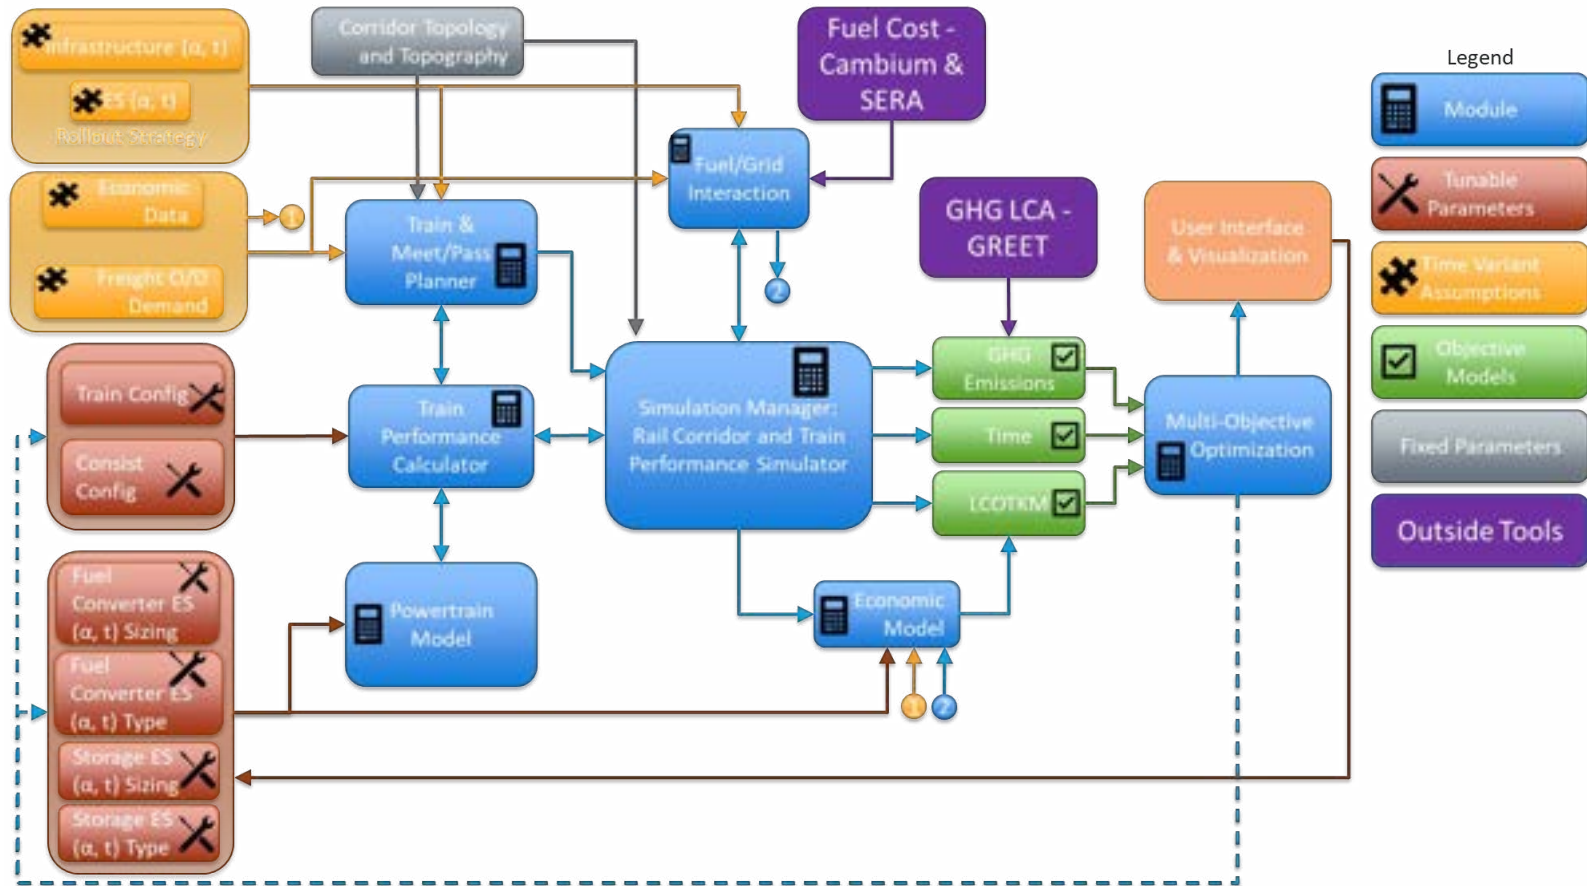 Infrastructure (α, t)
ES (α, t)
Rollout Strategy
Economic
Data
Freight O/D
Demand
Corridor Topology
and Topography
Fuel Cost -
Cambium &
SERA
Fuel/Grid
Interaction
1
Train &
Meet/Pass
Planner
2
GHG LCA -
GREET
User Interface
& Visualization
Train Config
Consist
Config
Train
Performance
Calculator
Simulation Manager:
Rail Corridor and Train
Performance Simulator
GHG
Emissions
Time
LCOTKM
Multi-Objective
Optimization
Fuel
Converter ES
(α, t) Sizing
Fuel
Converter ES
(α, t) Type
Storage ES
(α, t) Sizing
Storage ES
(α, t) Type
Powertrain
Model
Economic
Model
1
2
Legend
Module
Tunable
Parameters
Time Variant
Assumptions
Objective
Models
Fixed Parameters
Outside Tools